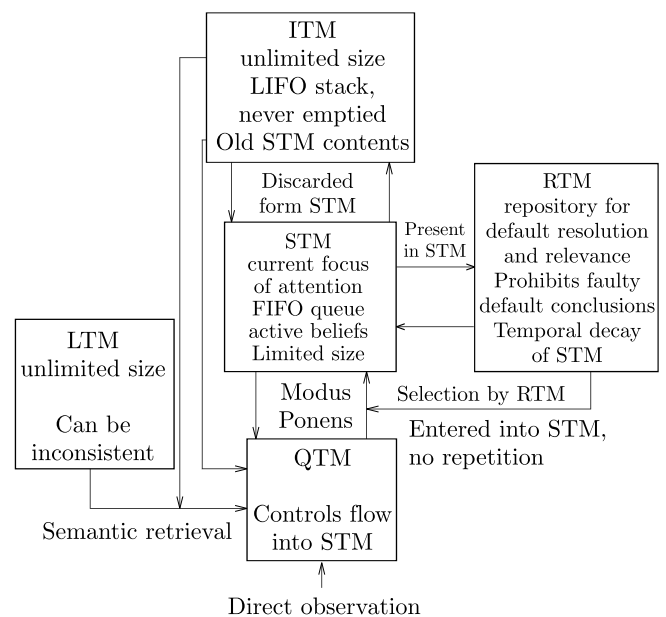 ITM
unlimited size
LIFO stack,
never emptied
Old STM contents
Discarded
form STM
RTM
repository for
default resolution
and relevance
Prohibits faulty
default conclusions
Temporal decay
of STM
Present
in STM
STM
current focus
of attention
FIFO queue
active beliefs
Limited size
LTM
unlimited size
Can be
inconsistent
Modus
Ponens
Selection by RTM
Entered into STM,
no repetition
QTM
Controls flow
into STM
Semantic retrieval
Direct observation